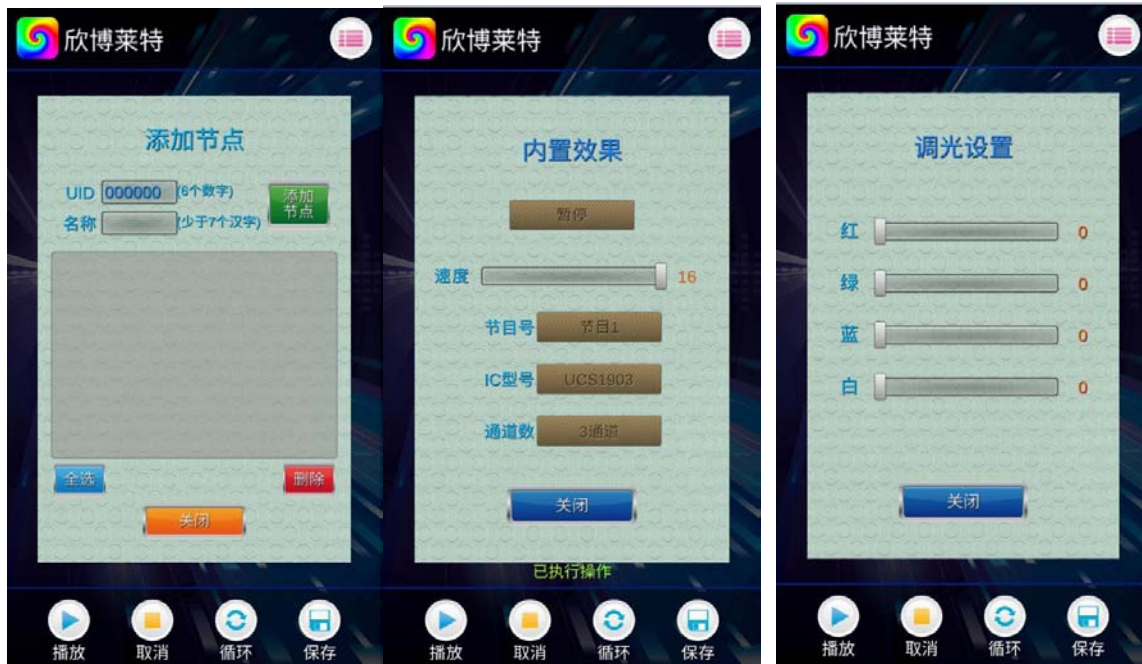 欣博莱特
添加节点
UID 000000 (6个数字)
名称 (少于7个汉字)
添加
节点
全选
删除
关闭
播放 取消 循环 保存
欣博莱特
内置效果
暂停
速度 16
节目号 节目1
IC型号 UCS1903
通道数 3通道
关闭
已执行操作
播放 取消 循环 保存
欣博莱特
调光设置
红 0
绿 0
蓝 0
白 0
关闭
播放 取消 循环 保存